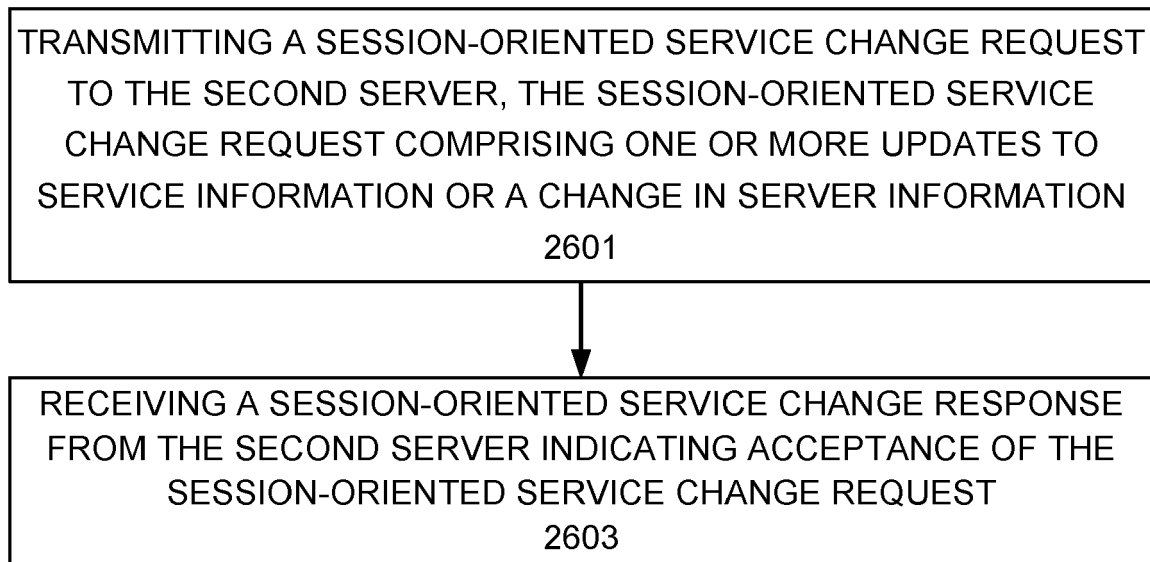 TRANSMITTING A SESSION-ORIENTED SERVICE CHANGE REQUEST
TO THE SECOND SERVER, THE SESSION-ORIENTED SERVICE
CHANGE REQUEST COMPRISING ONE OR MORE UPDATES TO
SERVICE INFORMATION OR A CHANGE IN SERVER INFORMATION
2601
RECEIVING A SESSION-ORIENTED SERVICE CHANGE RESPONSE
FROM THE SECOND SERVER INDICATING ACCEPTANCE OF THE
SESSION-ORIENTED SERVICE CHANGE REQUEST
2603